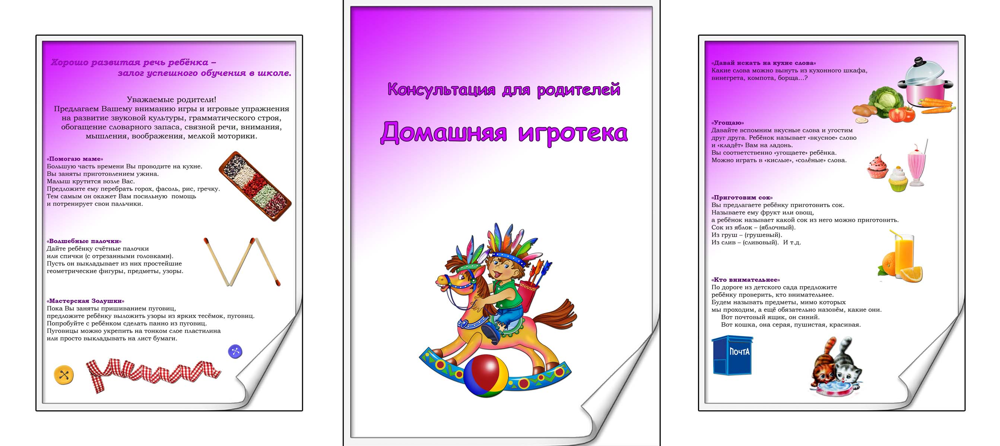 Хорошо развитая речь ребёнка –
залог успешного обучения в школе.
Уважаемые родители!
Предлагаем Вашему вниманию игры и игровые упражнения
на развитие звуковой культуры, грамматического строя,
обогащение словарного запаса, связной речи, внимания,
мышления, воображения, мелкой моторики.
«Помогаю маме»
Большую часть времени Вы проводите на кухне.
Вы заняты приготовлением ужина.
Малыш крутится возле Вас.
Предложите ему перебрать горох, фасоль, рис, гречку.
Тем самым он окажет Вам посильную  помощь
и потренирует свои пальчики.
«Волшебные палочки»
Дайте ребёнку счётные палочки
или спички (с отрезанными головками).
Пусть он выкладывает из них простейшие
геометрические фигуры, предметы, узоры.
«Мастерская Золушки»
Пока Вы заняты пришиванием пуговиц,
предложите ребёнку выложить узоры из ярких тесёмок, пуговиц.
Попробуйте с ребёнком сделать панно из пуговиц.
Пуговицы можно укрепить на тонком слое пластилина
или просто выкладывать на лист бумаги.
Консультация для родителей
Домашняя игротека
«Давай искать на кухне слова»
Какие слова можно вынуть из кухонного шкафа,
винегрета, компота, борща...?
«Угощаю»
Давайте вспомним вкусные слова и угостим
друг друга. Ребёнок называет «вкусное» слово
и «кладёт» Вам на ладонь.
Вы соответственно «угощаете» ребёнка.
Можно играть в «кислые», «солёные» слова.
«Приготовим сок»
Вы предлагаете ребёнку приготовить сок.
Называете ему фрукт или овощ,
а ребёнок называет какой сок из него можно приготовить.
Сок из яблок – (яблочный).
Из груш – (грушевый).
Из слив – (сливовый).  И т.д.
«Кто внимательнее»
По дороге из детского сада предложите
ребёнку проверить, кто внимательнее.
Будем называть предметы, мимо которых
мы проходим, а ещё обязательно назовём, какие они.
Вот почтовый ящик, он синий.
Вот кошка, она серая, пушистая, красивая.
ПОЧТА